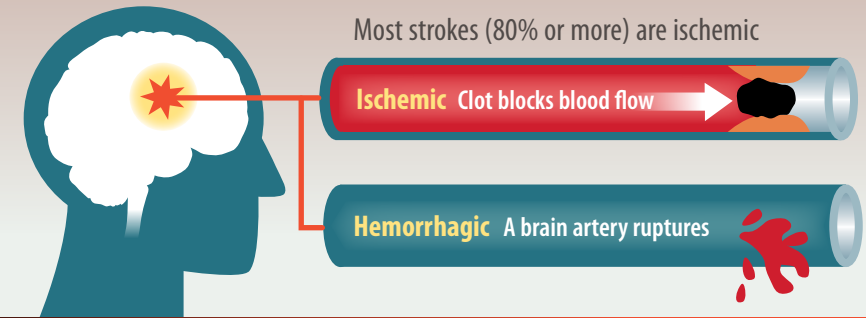 Most strokes (80% or more) are ischemic
Ischemic Clot blocks blood flow
Hemorrhagic A brain artery ruptures